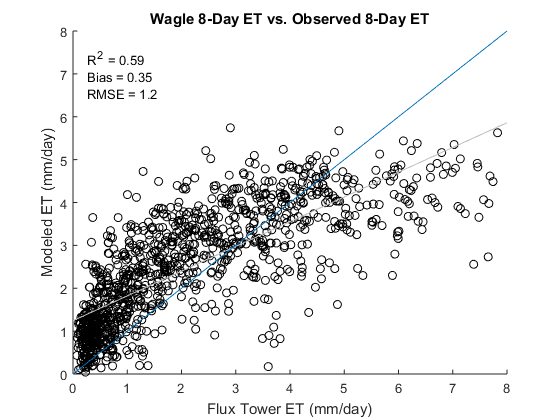 Wagle 8-Day ET vs. Observed 8-Day ET
R² = 0.59
Bias = 0.35
RMSE = 1.2
Modeled ET (mm/day)
8
7
6
5
4
3
2
1
0
0 1 2 3 4 5 6 7 8
Flux Tower ET (mm/day)